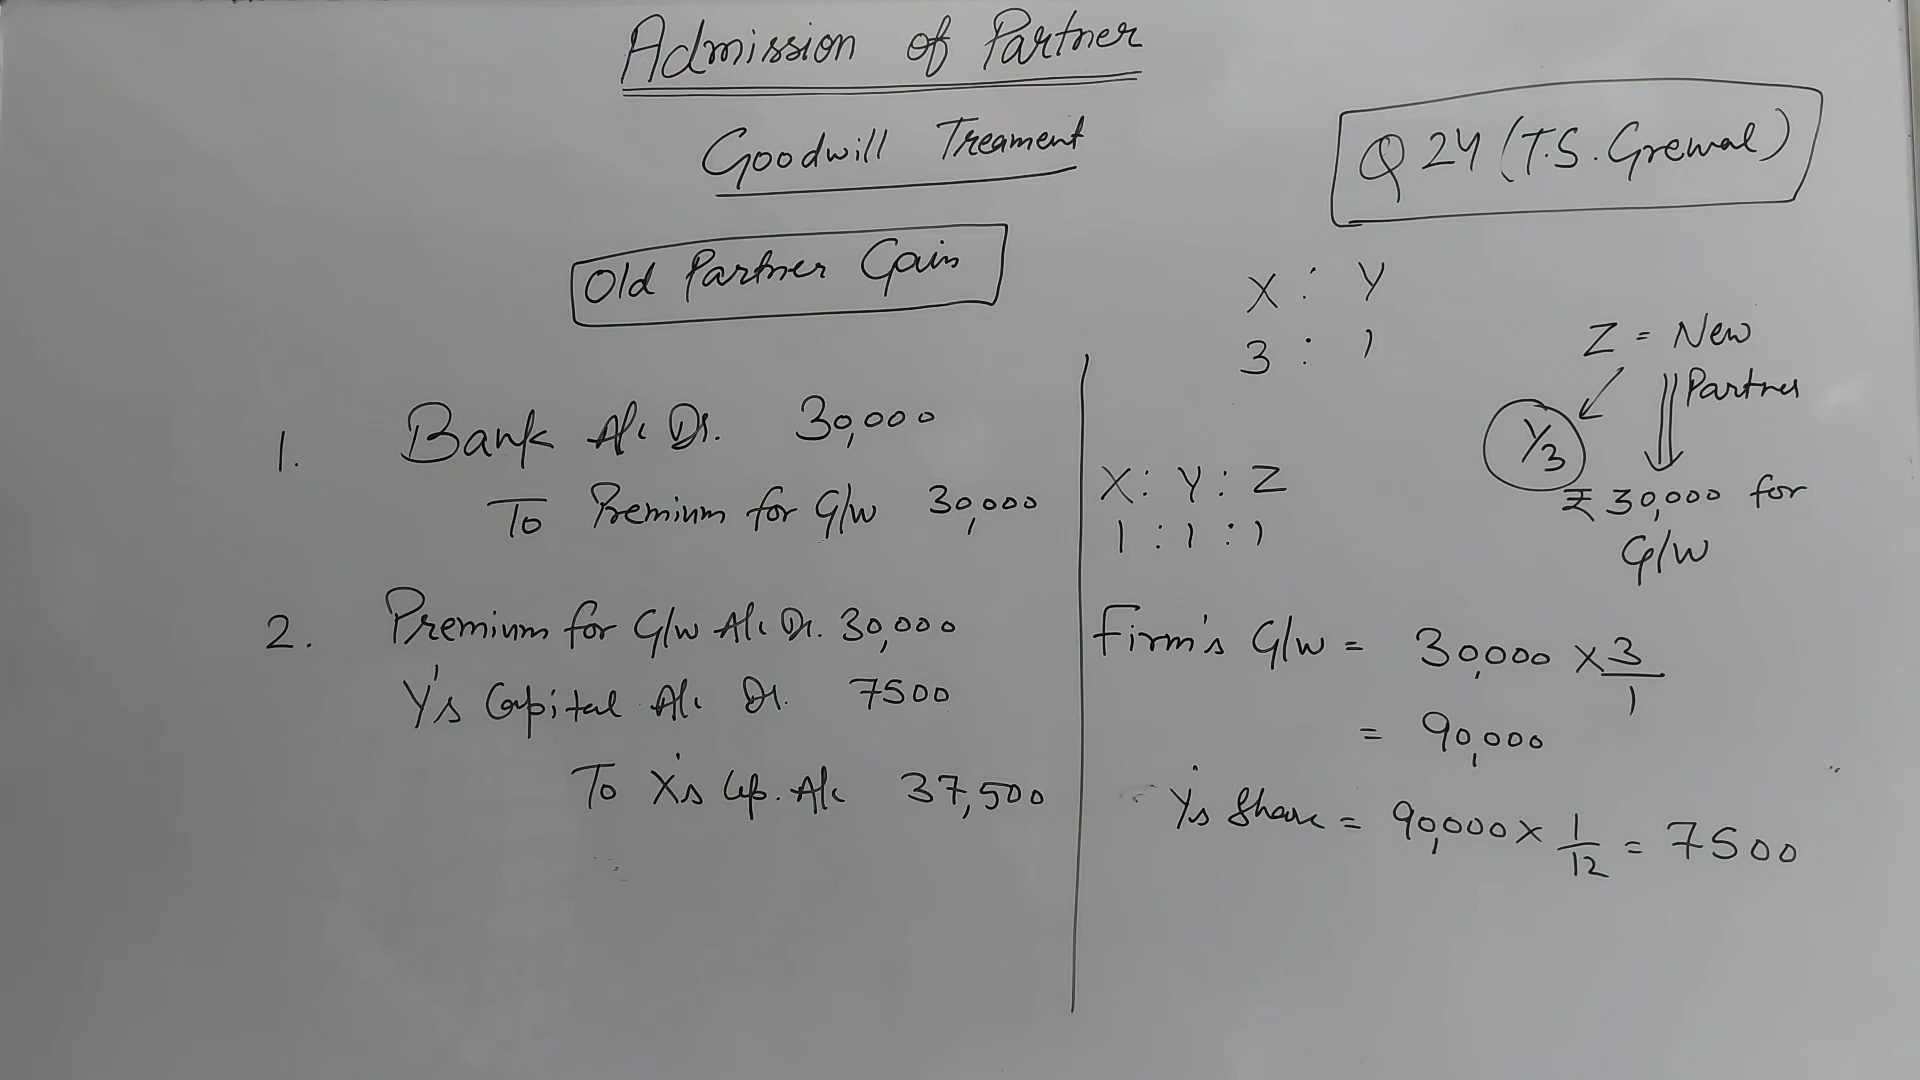 Admission of Partner
Goodwill Treament
Q 24 (T.S. Grewal)
Old Partner Gain
1. Bank A/c Dr. 30,000
To Premium for G/w 30,000
2. Premium for G/w A/c Dr. 30,000
Y's Capital A/c Dr. 7500
To X's Cap. A/c 37,500
X : Y
3 : 1
Z = New Partner
1/3
₹ 30,000 for G/w
X : Y : Z
1 : 1 : 1
Firm's G/w = 30,000 × 3/1
= 90,000
Y's Share = 90,000 × 1/12 = 7500